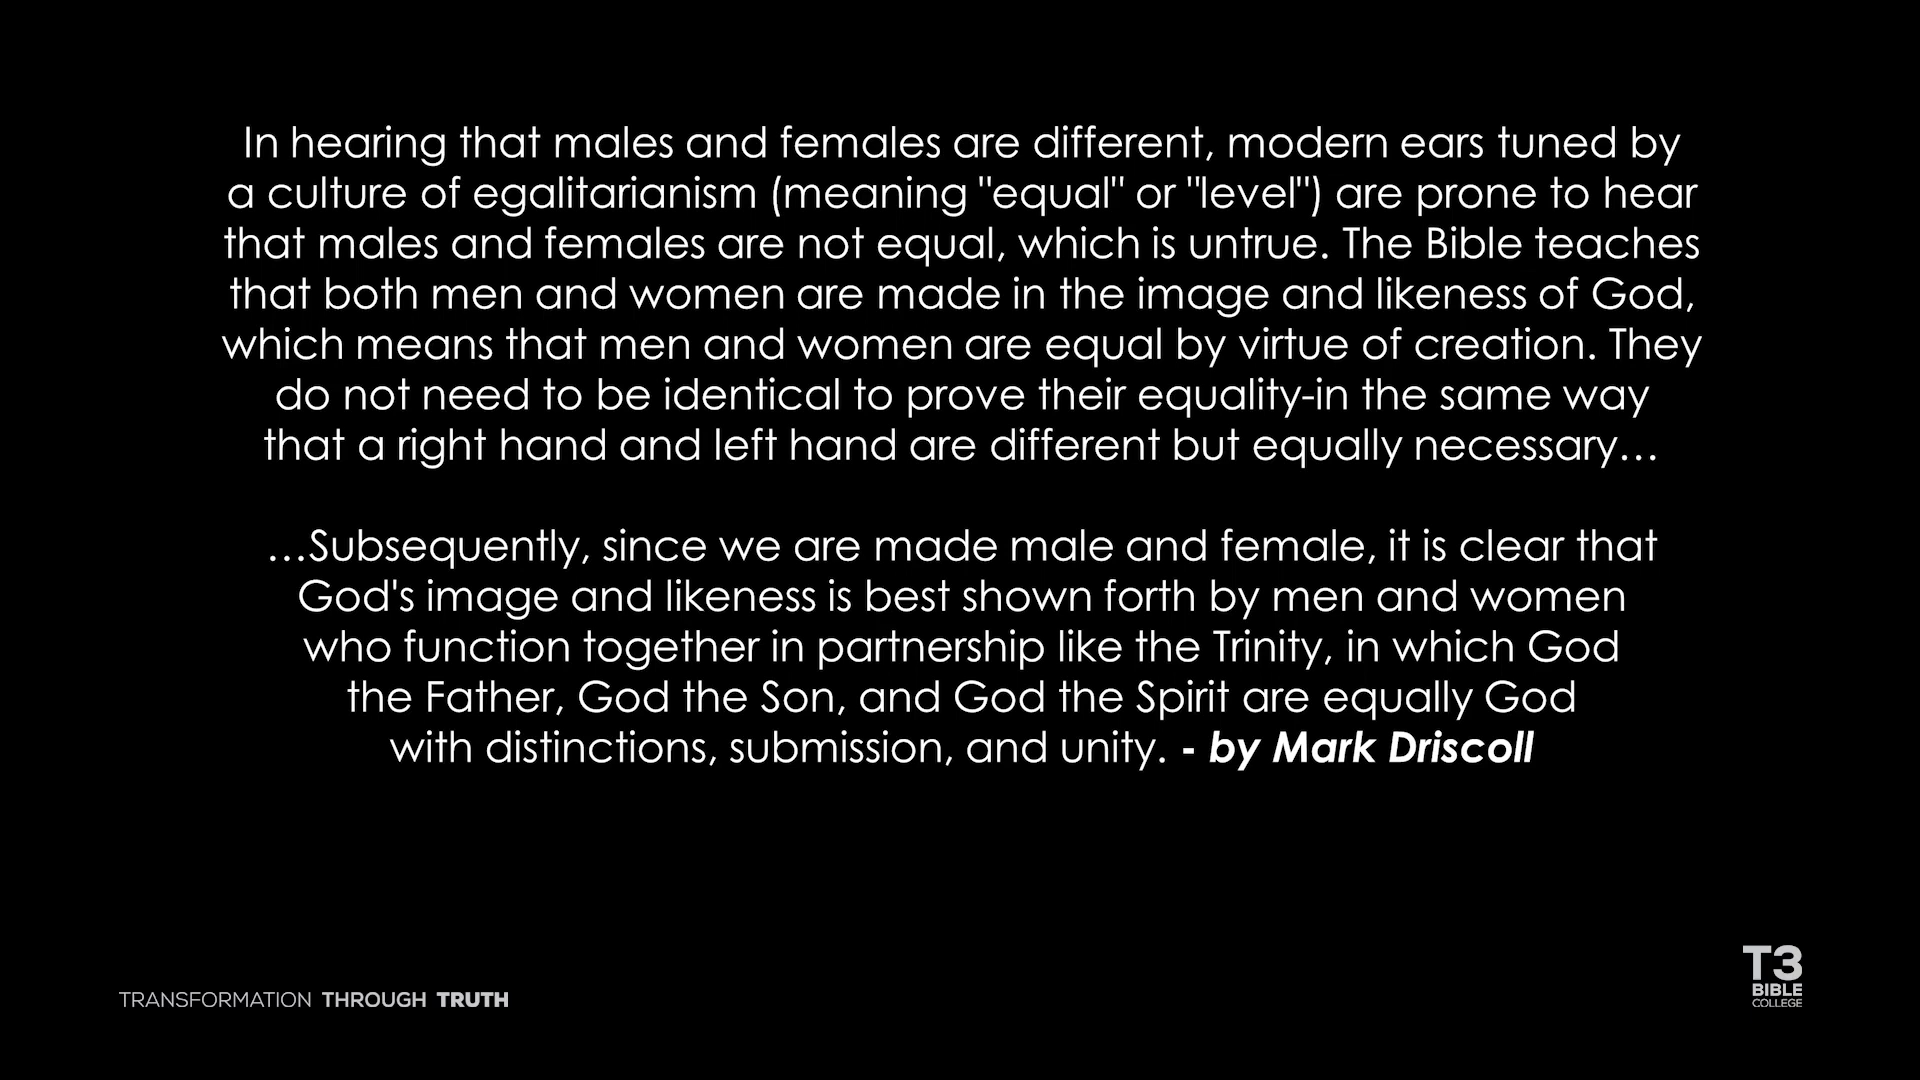 In hearing that males and females are different, modern ears tuned by
a culture of egalitarianism (meaning "equal" or "level") are prone to hear
that males and females are not equal, which is untrue. The Bible teaches
that both men and women are made in the image and likeness of God,
which means that men and women are equal by virtue of creation. They
do not need to be identical to prove their equality-in the same way
that a right hand and left hand are different but equally necessary…
…Subsequently, since we are made male and female, it is clear that
God's image and likeness is best shown forth by men and women
who function together in partnership like the Trinity, in which God
the Father, God the Son, and God the Spirit are equally God
with distinctions, submission, and unity. - by Mark Driscoll
TRANSFORMATION THROUGH TRUTH
T3
BIBLE
COLLEGE